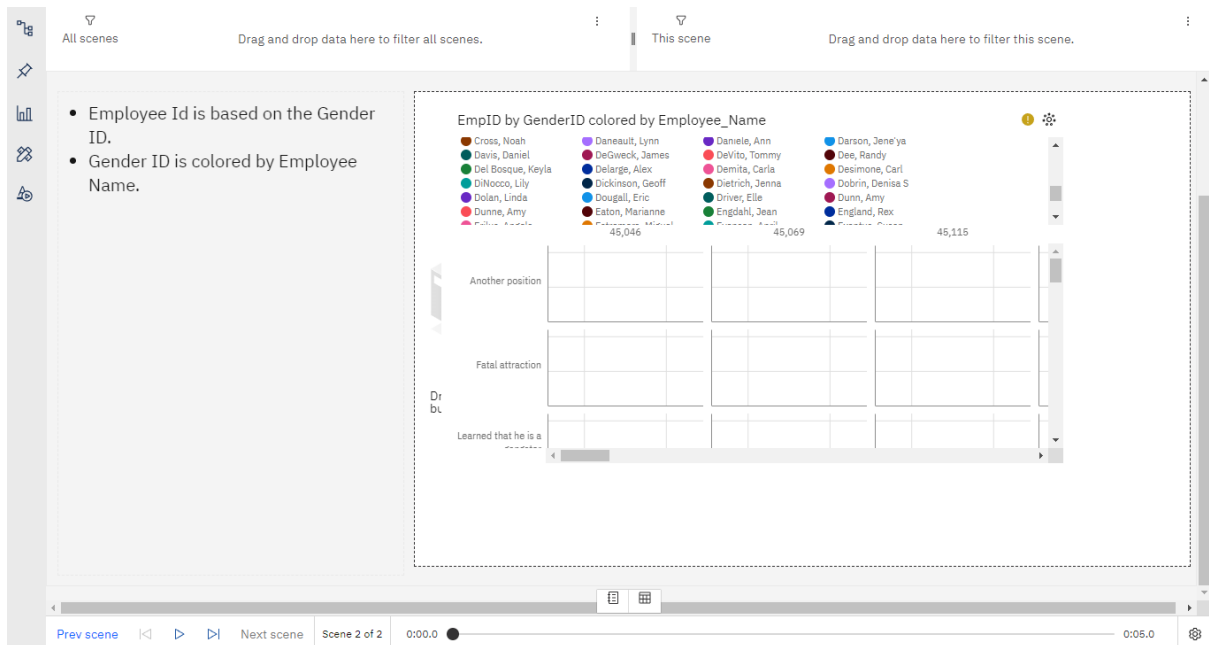 All scenes
Drag and drop data here to filter all scenes.
This scene
Drag and drop data here to filter this scene.
• Employee Id is based on the Gender
ID.
• Gender ID is colored by Employee
Name.
EmpID by GenderID colored by Employee_Name
Cross, Noah Daneault, Lynn Daniele, Ann Darson, Jene'ya
Davis, Daniel DeGweck, James DeVito, Tommy Dee, Randy
Del Bosque, Keyla Delarge, Alex Demita, Carla Desimone, Carl
DiNocco, Lily Dickinson, Geoff Dietrich, Jenna Dobrin, Denisa S
Dolan, Linda Dougall, Eric Driver, Elle Dunn, Amy
Dunne, Amy Eaton, Marianne Engdahl, Jean England, Rex
45,046 45,069 45,115
Another position
Fatal attraction
Dr
bu
Learned that he is a
Prev scene Next scene Scene 2 of 2 0:00.0 0:05.0